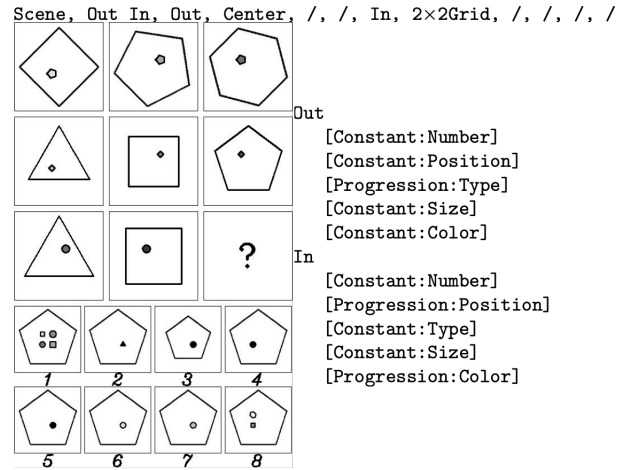 Scene, Out In, Out, Center, /, /, In, 2×2Grid, /, /, /, /
Out
[Constant:Number]
[Constant:Position]
[Progression:Type]
[Constant:Size]
[Constant:Color]
In
[Constant:Number]
[Progression:Position]
[Constant:Type]
[Constant:Size]
[Progression:Color]
?
1 2 3 4
5 6 7 8